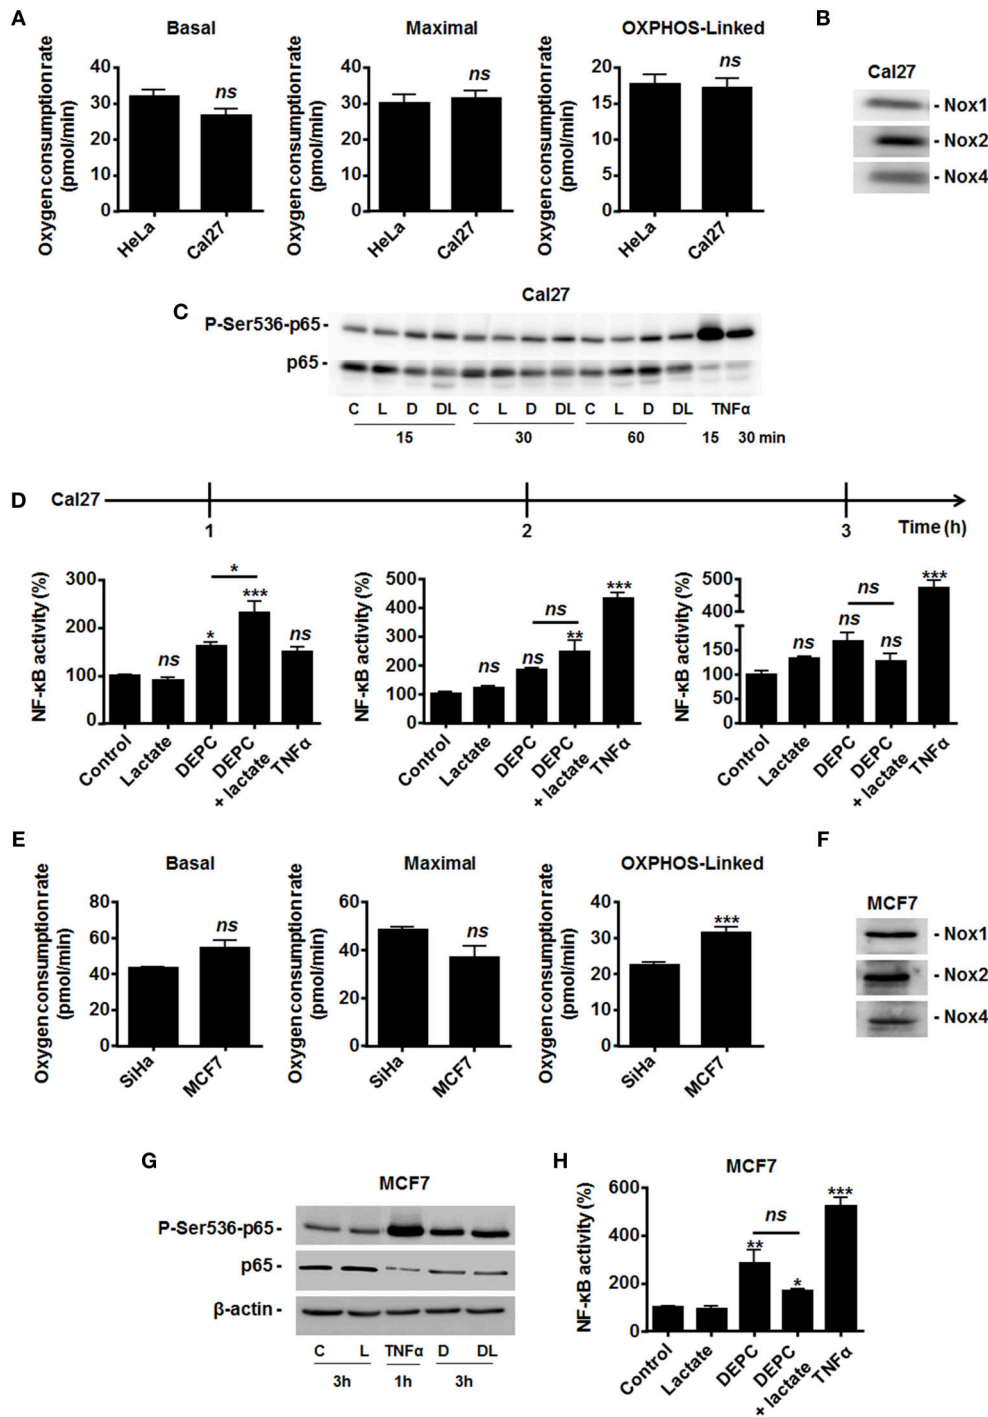 A
Basal
Oxygen consumption rate
(pmol/min)
40
30
20
10
0
ns
HeLa
Cal27
Maximal
Oxygen consumption rate
(pmol/min)
40
30
20
10
0
ns
HeLa
Cal27
OXPHOS-Linked
Oxygen consumption rate
(pmol/min)
20
15
10
5
0
ns
HeLa
Cal27
B
Cal27
- Nox1
- Nox2
- Nox4
C
Cal27
P-Ser536-p65 -
p65 -
C L D DL C L D DL C L D DL TNFα
15 30 60 15 30 min
D
Cal27
1 2 3 Time (h)
NF-κB activity (%)
300
200
100
0
ns
*
*
***
ns
Control
Lactate
DEPC
DEPC
+ lactate
TNFα
NF-κB activity (%)
500
400
300
200
100
0
ns
ns
ns
**
***
Control
Lactate
DEPC
DEPC
+ lactate
TNFα
NF-κB activity (%)
500
400
150
100
50
0
ns
ns
ns
***
Control
Lactate
DEPC
DEPC
+ lactate
TNFα
E
Basal
Oxygen consumption rate
(pmol/min)
80
60
40
20
0
ns
SiHa
MCF7
Maximal
Oxygen consumption rate
(pmol/min)
60
40
20
0
ns
SiHa
MCF7
OXPHOS-Linked
Oxygen consumption rate
(pmol/min)
40
30
20
10
0
***
SiHa
MCF7
F
MCF7
- Nox1
- Nox2
- Nox4
G
MCF7
P-Ser536-p65 -
p65 -
β-actin -
C L TNFα D DL
3h 1h 3h
H
MCF7
NF-κB activity (%)
600
400
200
0
**
ns
*
***
Control
Lactate
DEPC
DEPC
+ lactate
TNFα